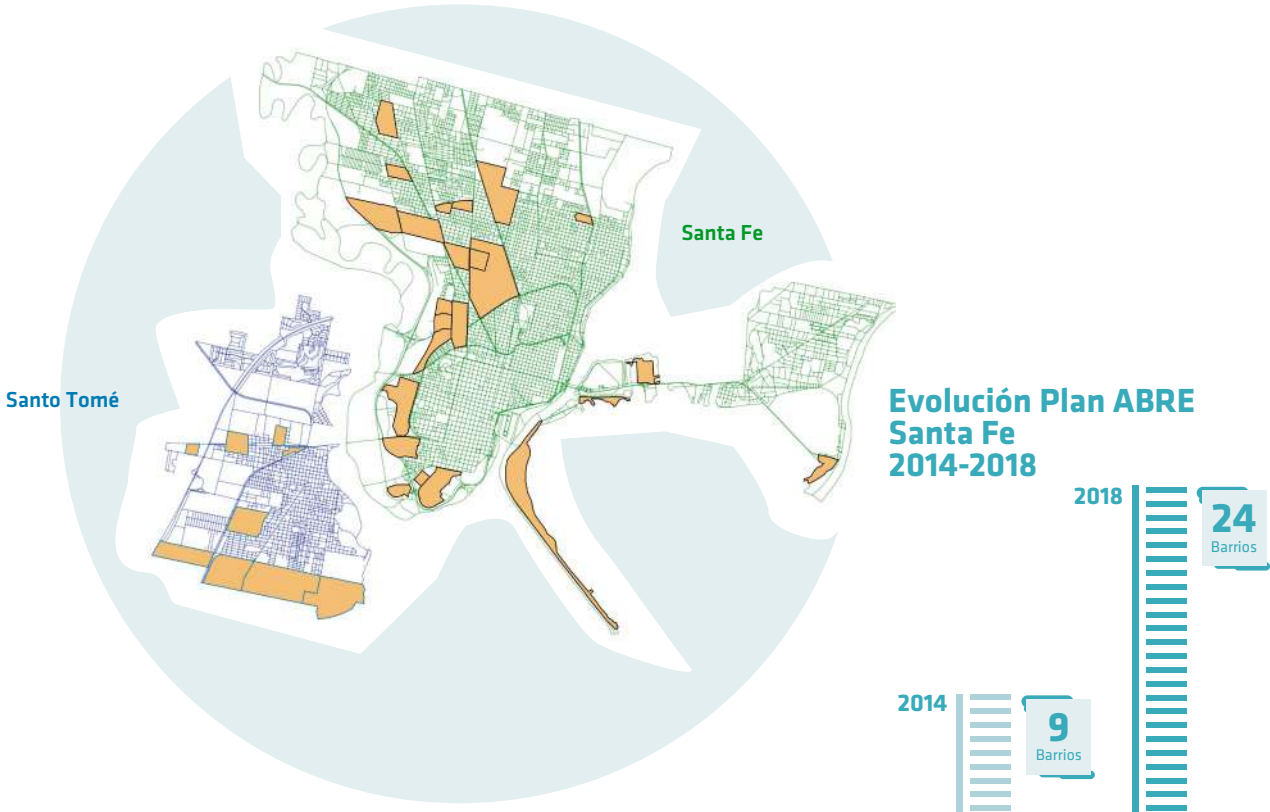 Santa Fe
Santo Tomé
Evolución Plan ABRE
Santa Fe
2014-2018
2018
24
Barrios
2014
9
Barrios